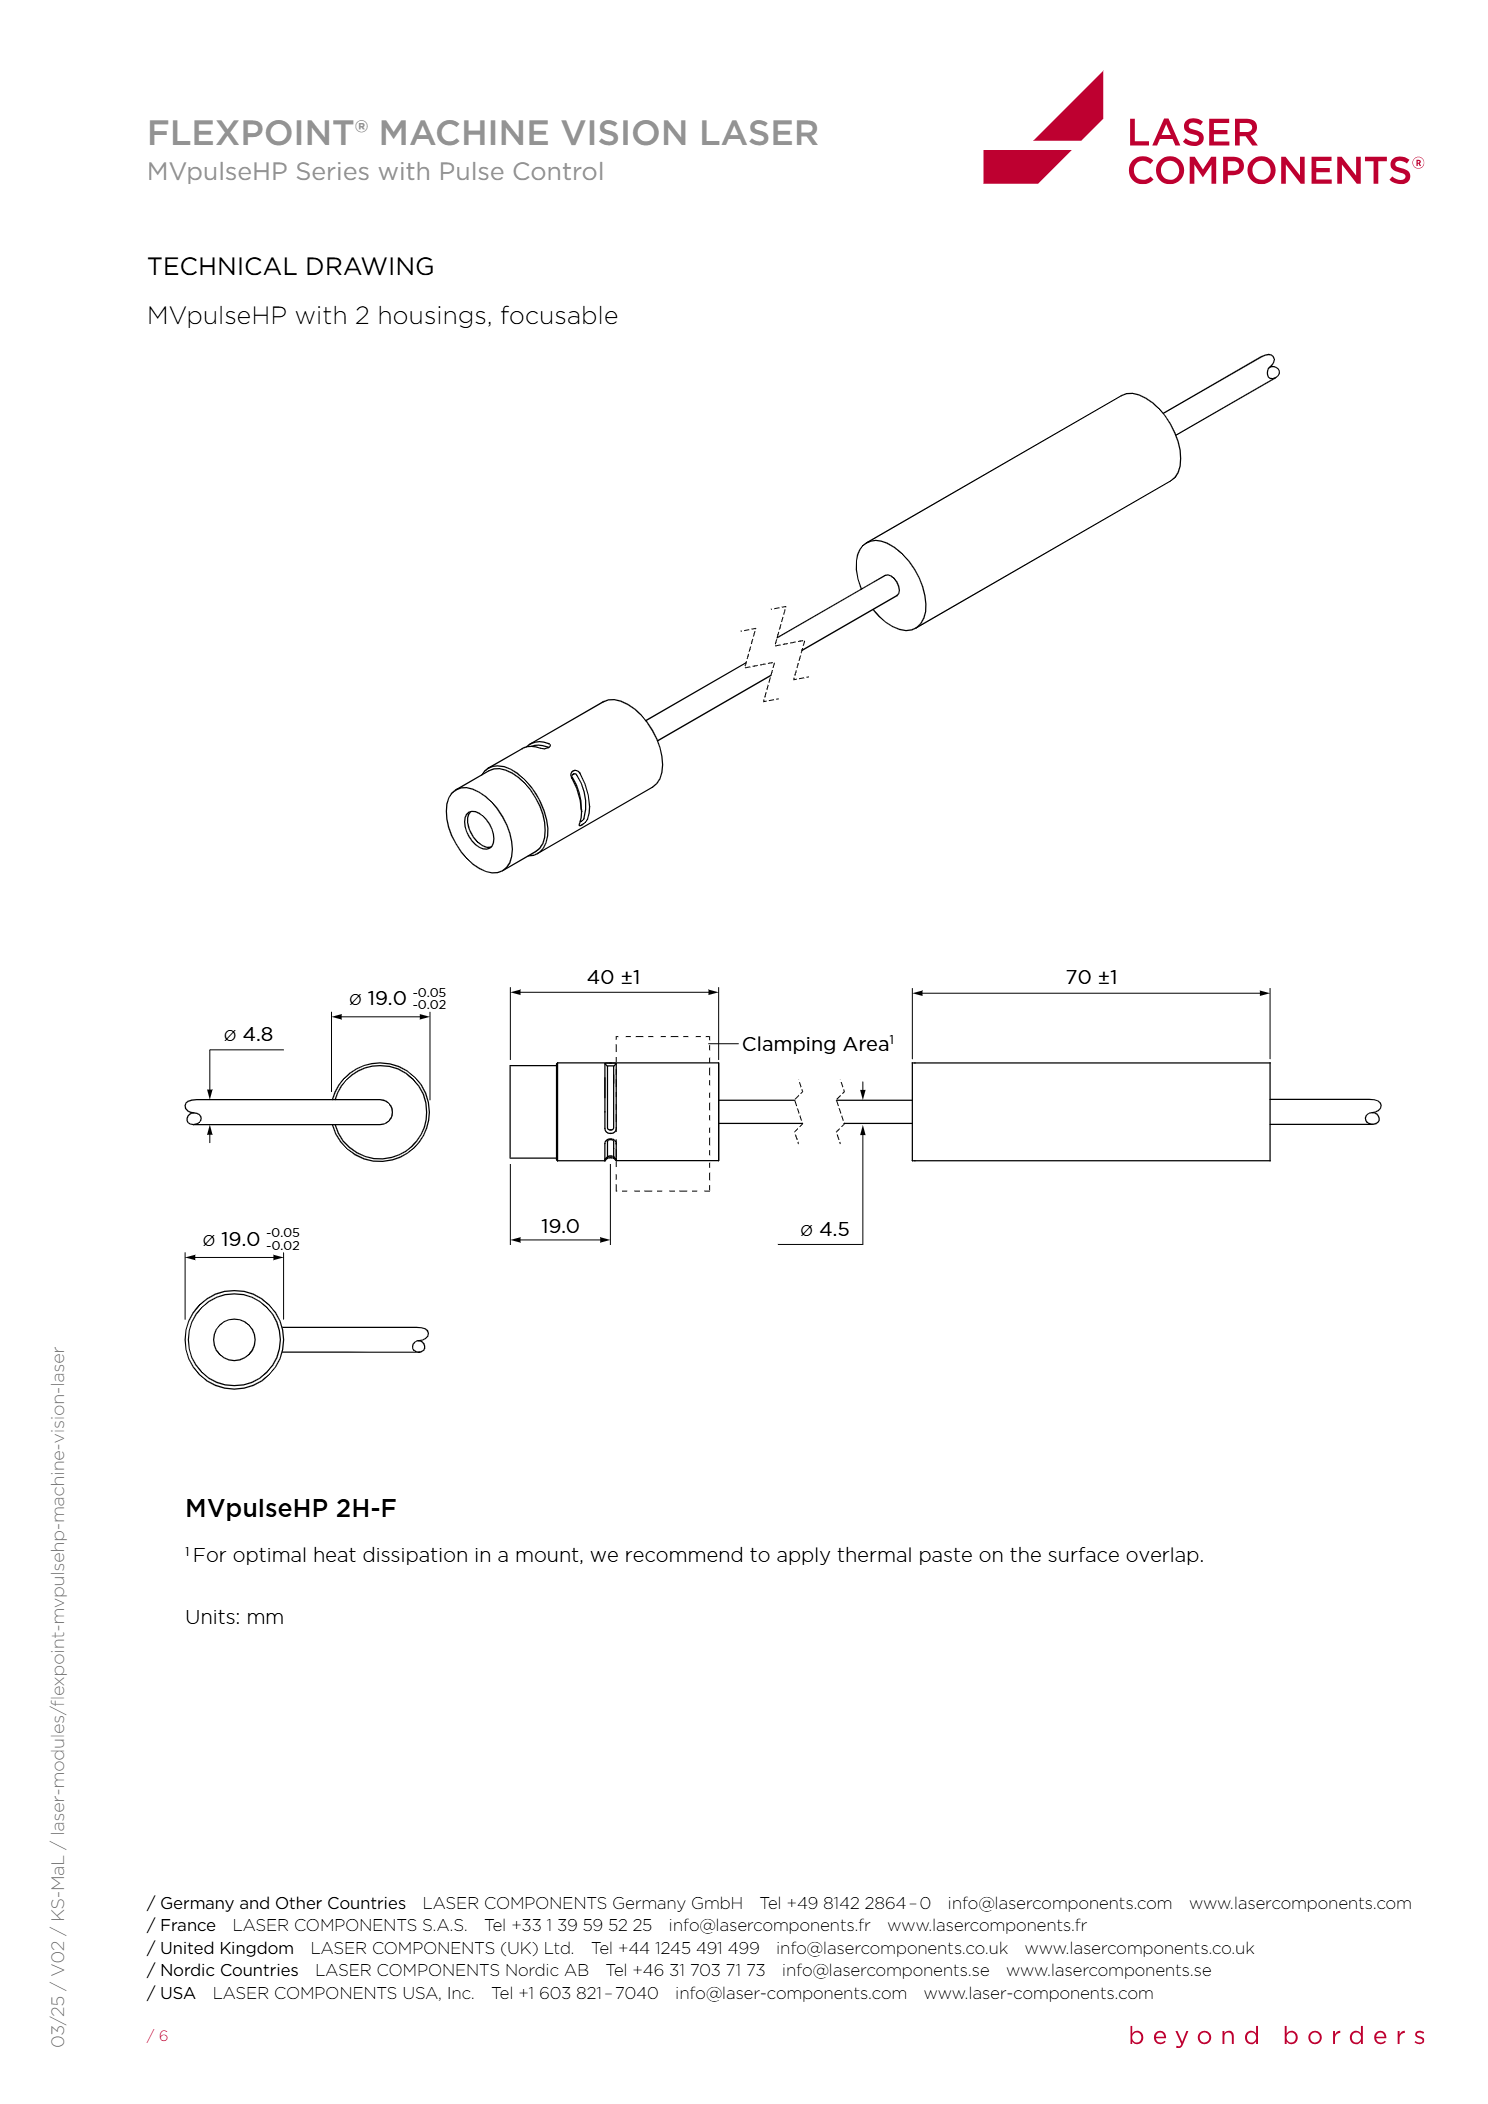 FLEXPOINT® MACHINE VISION LASER
MVpulseHP Series with Pulse Control
LASER
COMPONENTS®
TECHNICAL DRAWING
MVpulseHP with 2 housings, focusable
40 ±1
70 ±1
⌀ 19.0 -0.05
-0.02
⌀ 4.8
Clamping Area¹
19.0
⌀ 4.5
⌀ 19.0 -0.05
-0.02
MVpulseHP 2H-F
¹ For optimal heat dissipation in a mount, we recommend to apply thermal paste on the surface overlap.
Units: mm
03/25 / V02 / KS-MaL / laser-modules/flexpoint-mvpulsehp-machine-vision-laser
/ Germany and Other Countries LASER COMPONENTS Germany GmbH Tel +49 8142 2864 – 0 info@lasercomponents.com www.lasercomponents.com
/ France LASER COMPONENTS S.A.S. Tel +33 1 39 59 52 25 info@lasercomponents.fr www.lasercomponents.fr
/ United Kingdom LASER COMPONENTS (UK) Ltd. Tel +44 1245 491 499 info@lasercomponents.co.uk www.lasercomponents.co.uk
/ Nordic Countries LASER COMPONENTS Nordic AB Tel +46 31 703 71 73 info@lasercomponents.se www.lasercomponents.se
/ USA LASER COMPONENTS USA, Inc. Tel +1 603 821 – 7040 info@laser-components.com www.laser-components.com
/ 6
beyond borders